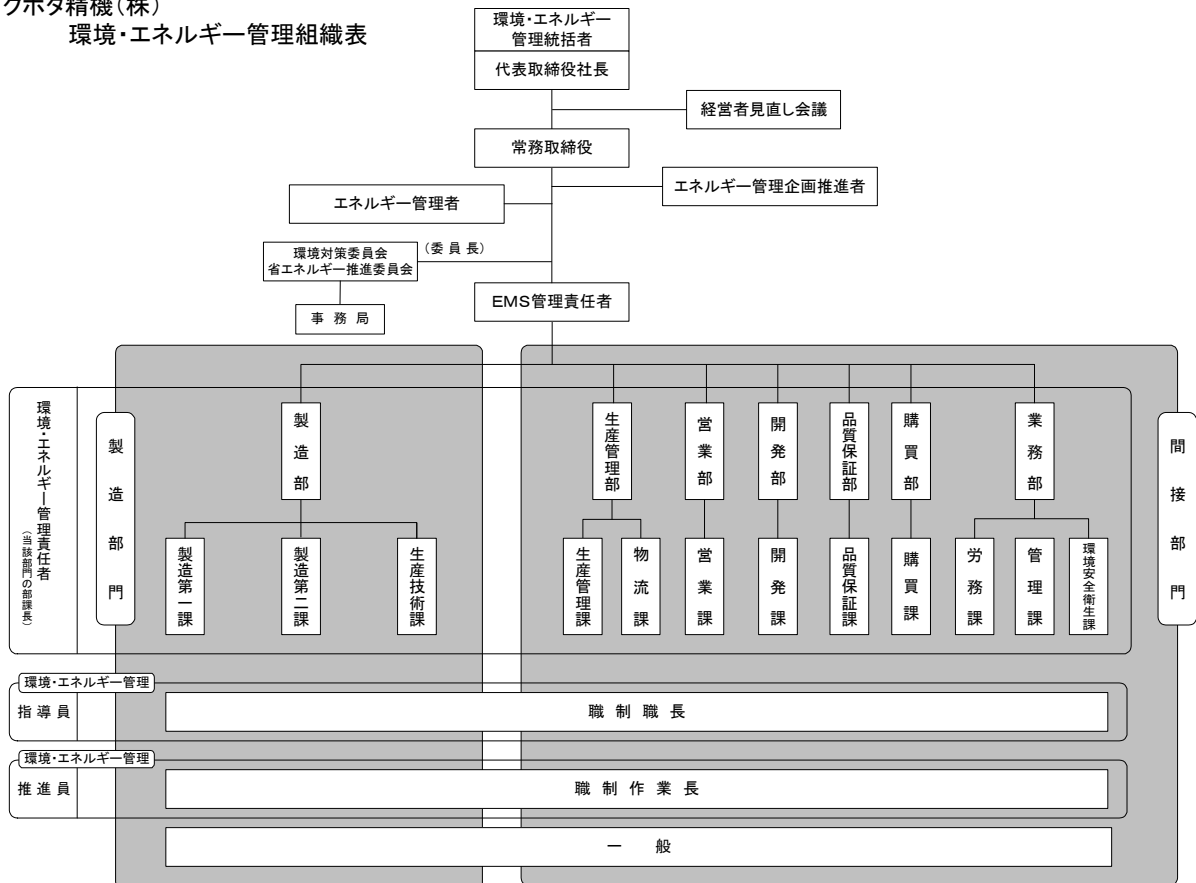 クボタ精機(株)
環境・エネルギー管理組織表
環境・エネルギー
管理統括者
代表取締役社長
経営者見直し会議
常務取締役
エネルギー管理企画推進者
エネルギー管理者
環境対策委員会
省エネルギー推進委員会
(委員長)
事務局
EMS管理責任者
環境・エネルギー管理責任者
(当該部門の部課長)
製造部門
製造部
生産管理部
営業部
開発部
品質保証部
購買部
業務部
間接部門
製造第一課
製造第二課
生産技術課
生産管理課
物流課
営業課
開発課
品質保証課
購買課
労務課
管理課
環境安全衛生課
環境・エネルギー管理
指導員
職制職長
環境・エネルギー管理
推進員
職制作業長
一般